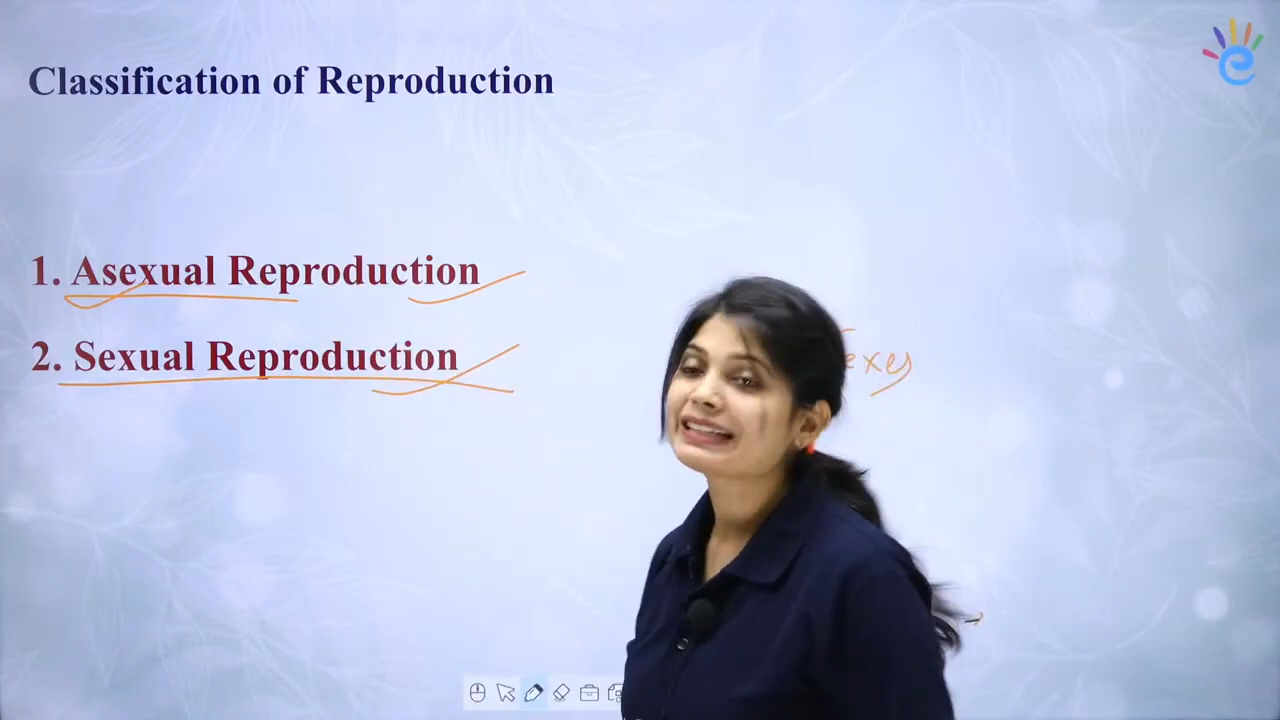 Classification of Reproduction
1. Asexual Reproduction
2. Sexual Reproduction